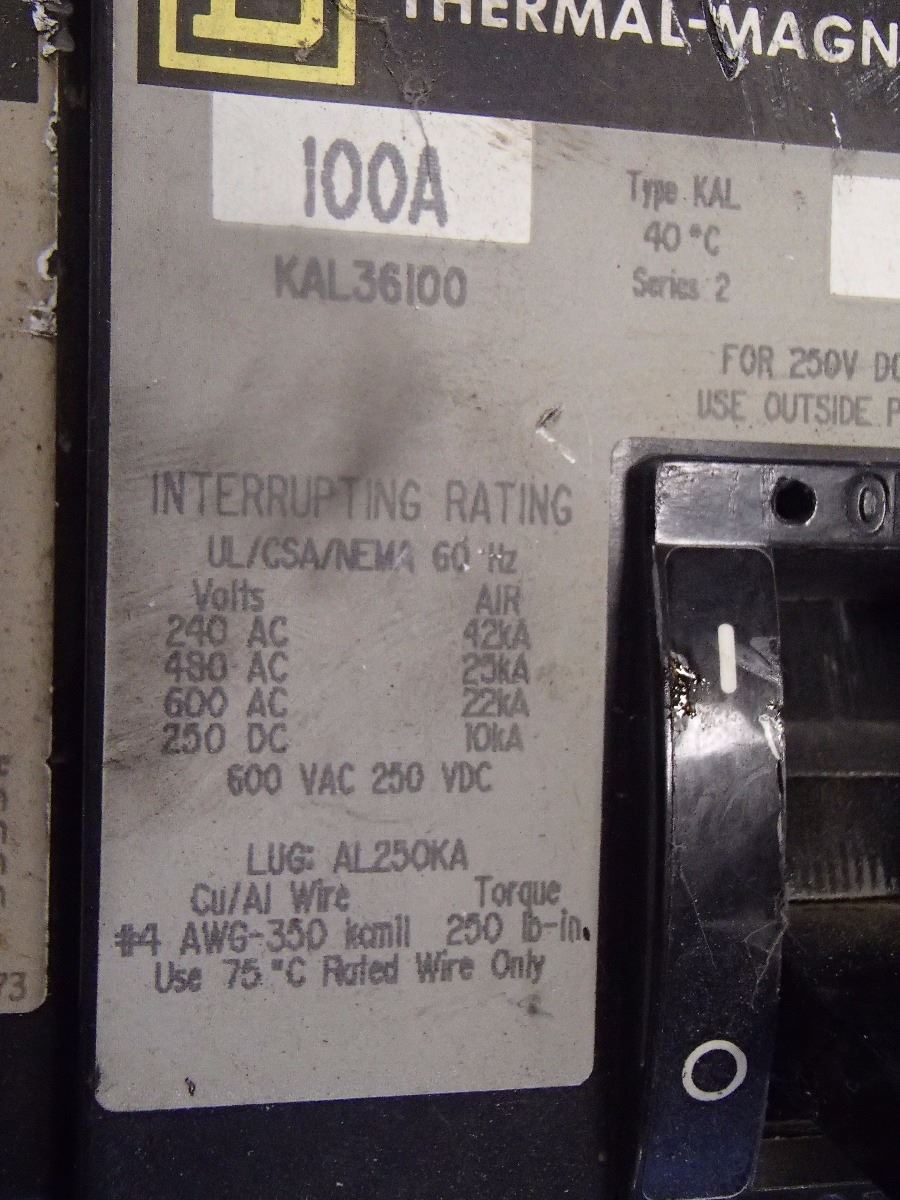 THERMAL-MAGN
100A
KAL36100
Type KAL
40 °C
Series 2
FOR 250V DC
USE OUTSIDE P
INTERRUPTING RATING
UL/CSA/NEMA 60 Hz
Volts AIR
240 AC 42kA
480 AC 25kA
600 AC 22kA
250 DC 10kA
600 VAC 250 VDC
LUG: AL250KA
Cu/Al Wire Torque
#4 AWG-350 kcmil 250 lb-in.
Use 75 °C Rated Wire Only
73